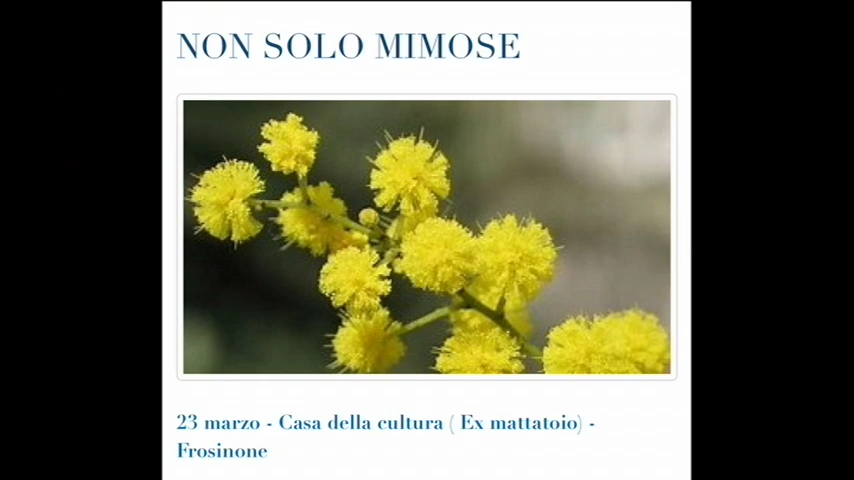 NON SOLO MIMOSE
23 marzo - Casa della cultura ( Ex mattatoio) -
Frosinone